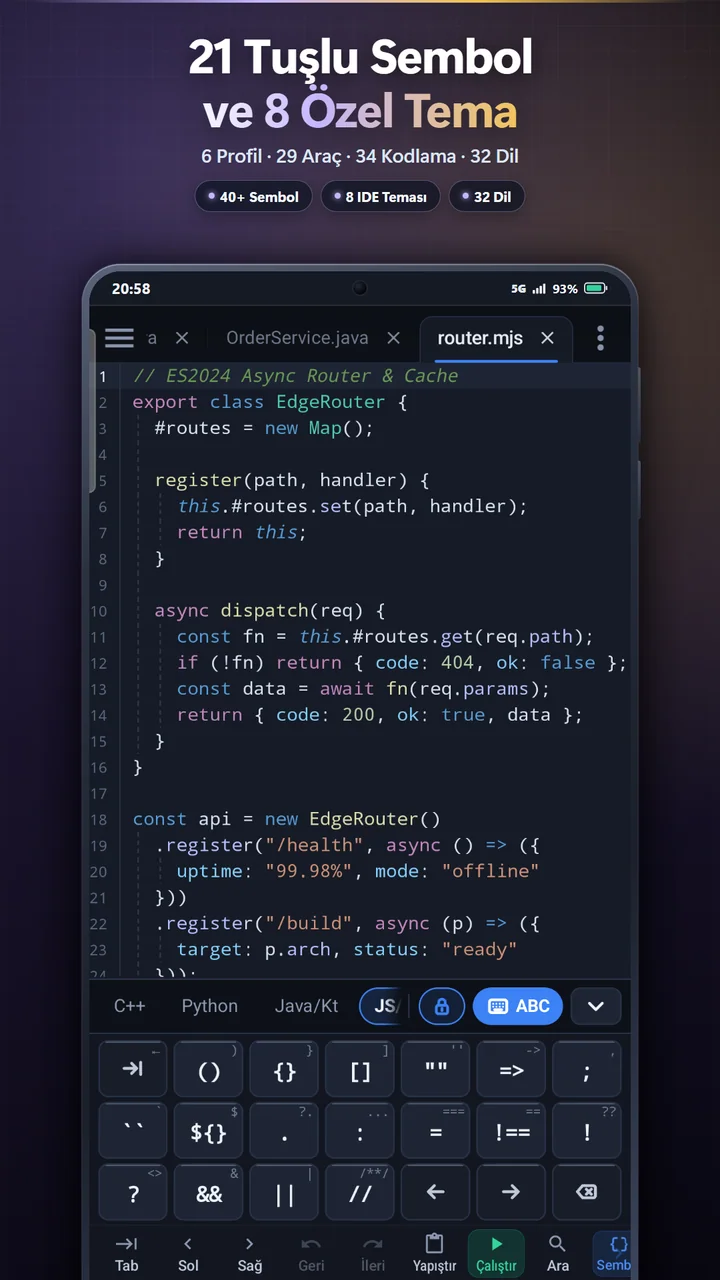 21 Tuşlu Sembol
ve 8 Özel Tema
6 Profil · 29 Araç · 34 Kodlama · 32 Dil
40+ Sembol 8 IDE Teması 32 Dil
20:58 5G 93%
a × OrderService.java × router.mjs ×
1 // ES2024 Async Router & Cache
2 export class EdgeRouter {
3 #routes = new Map();
4
5 register(path, handler) {
6 this.#routes.set(path, handler);
7 return this;
8 }
9
10 async dispatch(req) {
11 const fn = this.#routes.get(req.path);
12 if (!fn) return { code: 404, ok: false };
13 const data = await fn(req.params);
14 return { code: 200, ok: true, data };
15 }
16 }
17
18 const api = new EdgeRouter()
19 .register("/health", async () => ({
20 uptime: "99.98%", mode: "offline"
21 }))
22 .register("/build", async (p) => ({
23 target: p.arch, status: "ready"
24 }));
C++ Python Java/Kt JS/ ABC
← ) } ] '' -> ,
→| () {} [] "" => ;
` $ ?. ... === == ??
`` ${} . : = !== !
<> & | /**/
? && || // ← → ⌫
Tab Sol Sağ Geri İleri Yapıştır Çalıştır Ara Semb